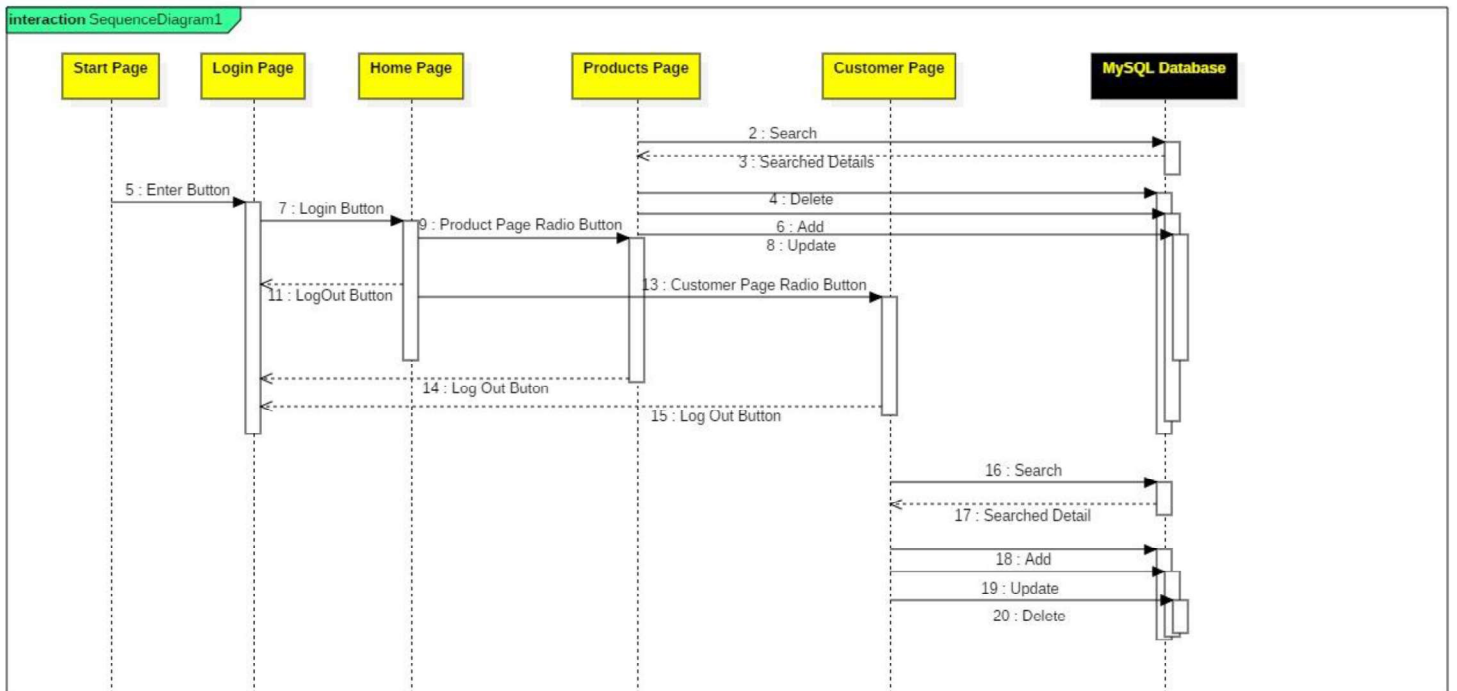 interaction SequenceDiagram1
Start Page
Login Page
Home Page
Products Page
Customer Page
MySQL Database
2 : Search
3 : Searched Details
5 : Enter Button
4 : Delete
7 : Login Button
9 : Product Page Radio Button
6 : Add
8 : Update
11 : LogOut Button
13 : Customer Page Radio Button
14 : Log Out Buton
15 : Log Out Button
16 : Search
17 : Searched Detail
18 : Add
19 : Update
20 : Delete